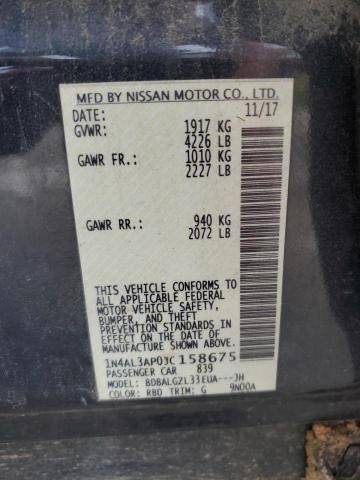 MFD BY NISSAN MOTOR CO., LTD.
DATE: 11/17
GVWR: 1917 KG
4226 LB
GAWR FR.: 1010 KG
2227 LB
GAWR RR.: 940 KG
2072 LB
THIS VEHICLE CONFORMS TO
ALL APPLICABLE FEDERAL
MOTOR VEHICLE SAFETY,
BUMPER, AND THEFT
PREVENTION STANDARDS IN
EFFECT ON THE DATE OF
MANUFACTURE SHOWN ABOVE.
1N4AL3AP0JC158675
PASSENGER CAR 839
MODEL: BDBALGZL33EUA---JH
COLOR: RBD TRIM: G 9N00A